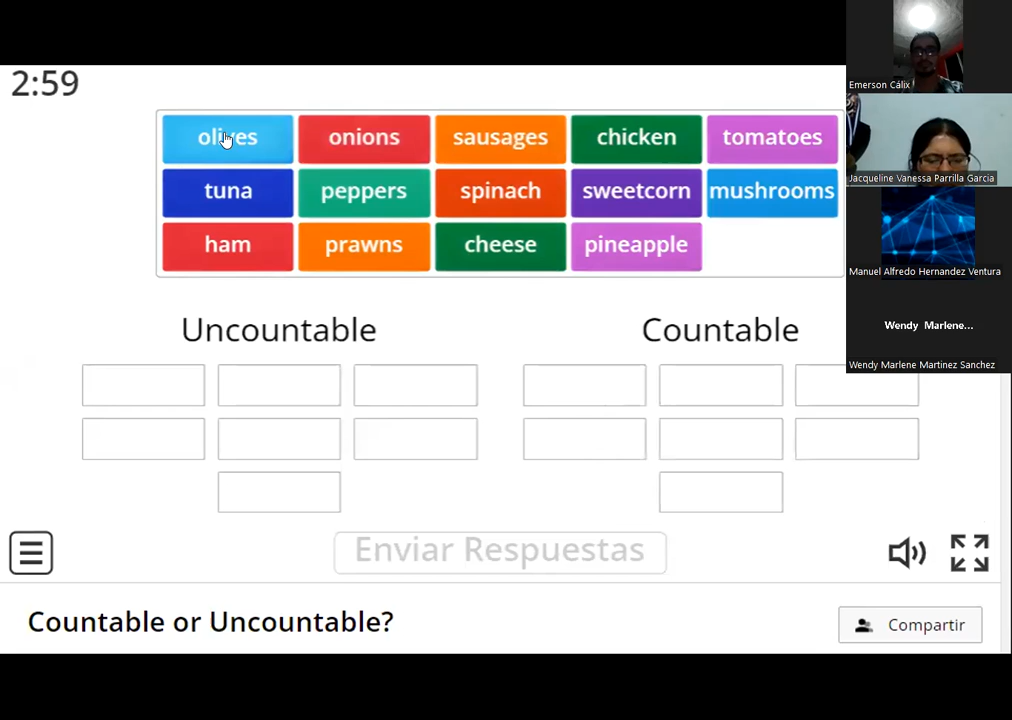 2:59
olives onions sausages chicken tomatoes
tuna peppers spinach sweetcorn mushrooms
ham prawns cheese pineapple
Uncountable Countable
Enviar Respuestas
Countable or Uncountable?
Compartir
Emerson Cálix
Jacqueline Vanessa Parrilla Garcia
Manuel Alfredo Hernandez Ventura
Wendy Marlene...
Wendy Marlene Martinez Sanchez